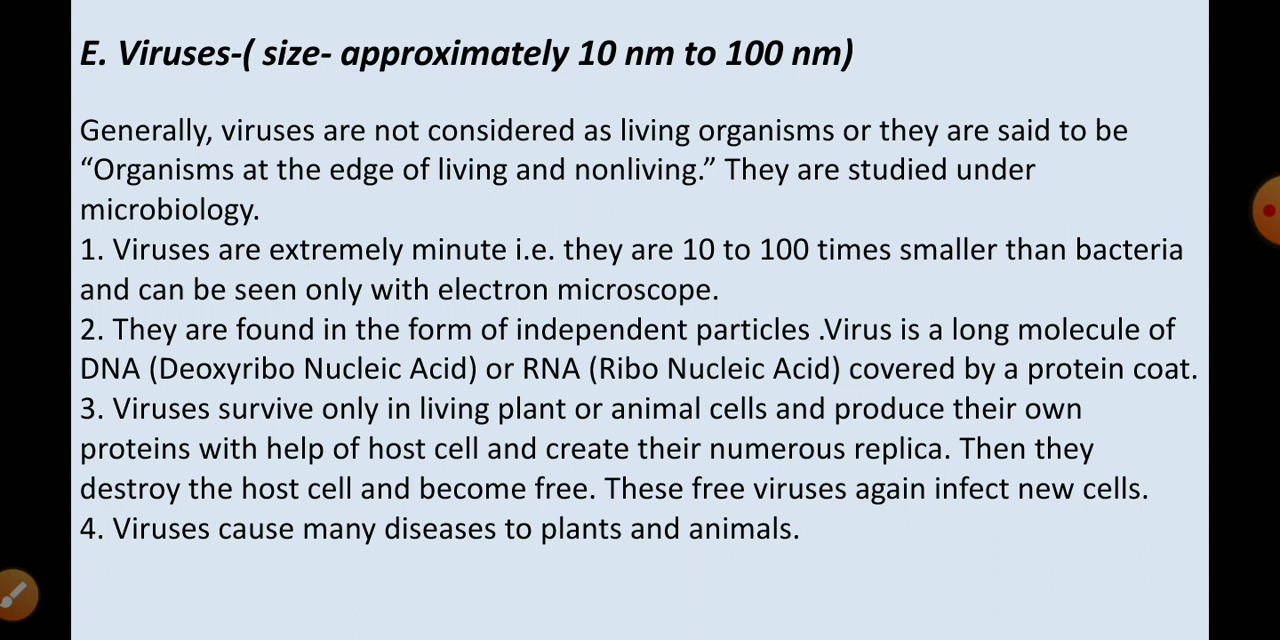 E. Viruses-( size- approximately 10 nm to 100 nm)
Generally, viruses are not considered as living organisms or they are said to be
“Organisms at the edge of living and nonliving.” They are studied under
microbiology.
1. Viruses are extremely minute i.e. they are 10 to 100 times smaller than bacteria
and can be seen only with electron microscope.
2. They are found in the form of independent particles .Virus is a long molecule of
DNA (Deoxyribo Nucleic Acid) or RNA (Ribo Nucleic Acid) covered by a protein coat.
3. Viruses survive only in living plant or animal cells and produce their own
proteins with help of host cell and create their numerous replica. Then they
destroy the host cell and become free. These free viruses again infect new cells.
4. Viruses cause many diseases to plants and animals.